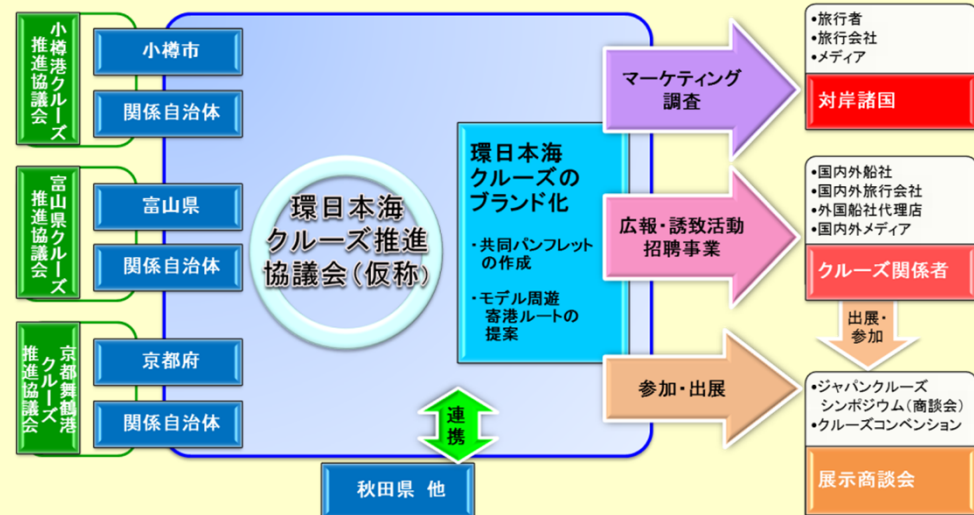 小樽港クルーズ
推進協議会
小樽市
関係自治体
富山県クルーズ
推進協議会
富山県
関係自治体
京都舞鶴港
クルーズ
推進協議会
京都府
関係自治体
環日本海
クルーズ推進
協議会(仮称)
環日本海
クルーズの
ブランド化
・共同パンフレット
の作成
・モデル周遊
寄港ルートの
提案
連携
秋田県 他
マーケティング
調査
広報・誘致活動
招聘事業
参加・出展
•旅行者
•旅行会社
•メディア
対岸諸国
•国内外船社
•国内外旅行会社
•外国船社代理店
•国内外メディア
クルーズ関係者
出展・
参加
•ジャパンクルーズ
シンポジウム(商談会)
•クルーズコンベンション
展示商談会